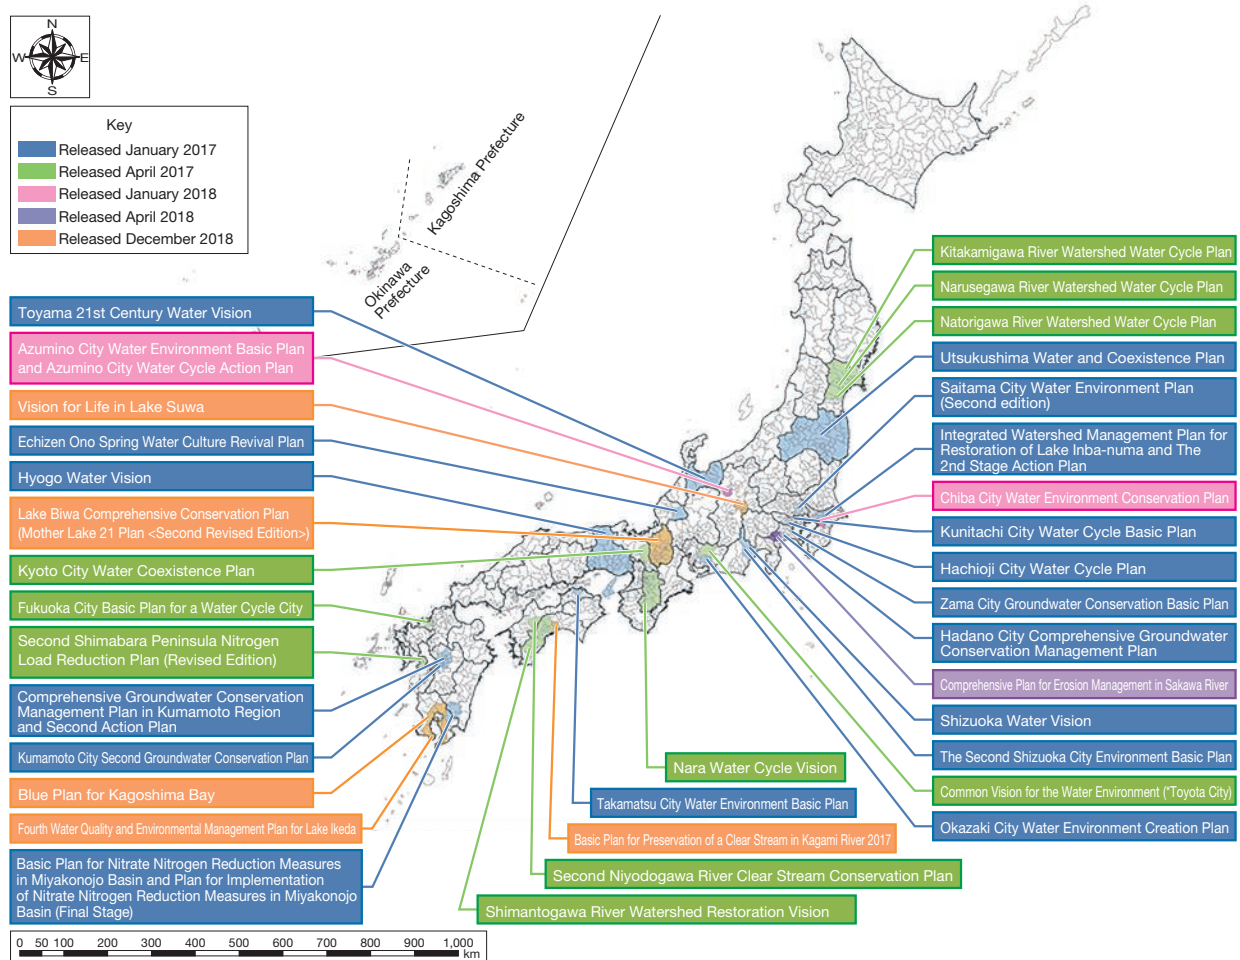 N
W
E
S
Key
Released January 2017
Released April 2017
Released January 2018
Released April 2018
Released December 2018
Kagoshima Prefecture
Okinawa
Prefecture
Toyama 21st Century Water Vision
Azumino City Water Environment Basic Plan
and Azumino City Water Cycle Action Plan
Vision for Life in Lake Suwa
Echizen Ono Spring Water Culture Revival Plan
Hyogo Water Vision
Lake Biwa Comprehensive Conservation Plan
(Mother Lake 21 Plan <Second Revised Edition>)
Kyoto City Water Coexistence Plan
Fukuoka City Basic Plan for a Water Cycle City
Second Shimabara Peninsula Nitrogen
Load Reduction Plan (Revised Edition)
Comprehensive Groundwater Conservation
Management Plan in Kumamoto Region
and Second Action Plan
Kumamoto City Second Groundwater Conservation Plan
Blue Plan for Kagoshima Bay
Fourth Water Quality and Environmental Management Plan for Lake Ikeda
Basic Plan for Nitrate Nitrogen Reduction Measures
in Miyakonojo Basin and Plan for Implementation
of Nitrate Nitrogen Reduction Measures in Miyakonojo
Basin (Final Stage)
Kitakamigawa River Watershed Water Cycle Plan
Narusegawa River Watershed Water Cycle Plan
Natorigawa River Watershed Water Cycle Plan
Utsukushima Water and Coexistence Plan
Saitama City Water Environment Plan
(Second edition)
Integrated Watershed Management Plan for
Restoration of Lake Inba-numa and The
2nd Stage Action Plan
Chiba City Water Environment Conservation Plan
Kunitachi City Water Cycle Basic Plan
Hachioji City Water Cycle Plan
Zama City Groundwater Conservation Basic Plan
Hadano City Comprehensive Groundwater
Conservation Management Plan
Comprehensive Plan for Erosion Management in Sakawa River
Shizuoka Water Vision
The Second Shizuoka City Environment Basic Plan
Common Vision for the Water Environment (*Toyota City)
Okazaki City Water Environment Creation Plan
Nara Water Cycle Vision
Takamatsu City Water Environment Basic Plan
Basic Plan for Preservation of a Clear Stream in Kagami River 2017
Second Niyodogawa River Clear Stream Conservation Plan
Shimantogawa River Watershed Restoration Vision
0 50 100 200 300 400 500 600 700 800 900 1,000
km